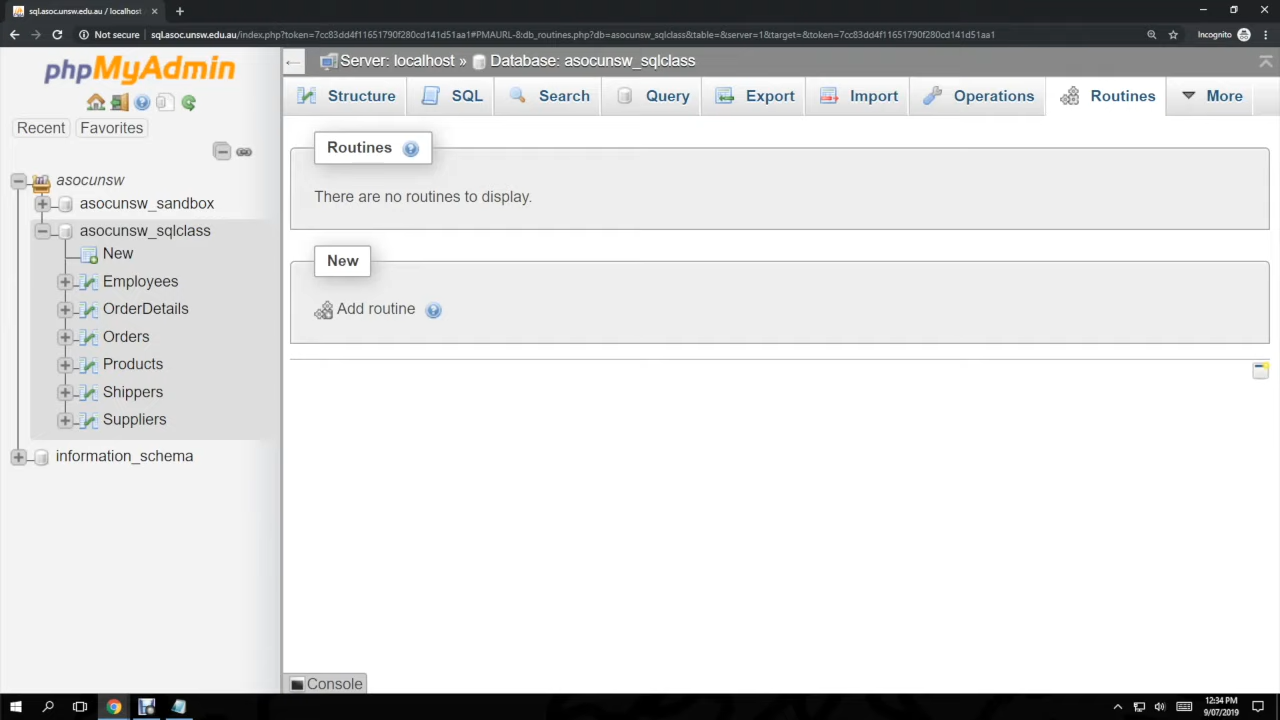 sql.asoc.unsw.edu.au / localhost
Not secure
sql.asoc.unsw.edu.au/index.php?token=7cc83dd4f11651790f280cd141d51aa1#PMAURL-8:db_routines.php?db=asocunsw_sqlclass&table=&server=1&target=&token=7cc83dd4f11651790f280cd141d51aa1
Incognito
phpMyAdmin
Server: localhost » Database: asocunsw_sqlclass
Structure SQL Search Query Export Import Operations Routines More
Recent Favorites
Routines
There are no routines to display.
New
Add routine
asocunsw
asocunsw_sandbox
asocunsw_sqlclass
New
Employees
OrderDetails
Orders
Products
Shippers
Suppliers
information_schema
Console
12:34 PM
9/07/2019